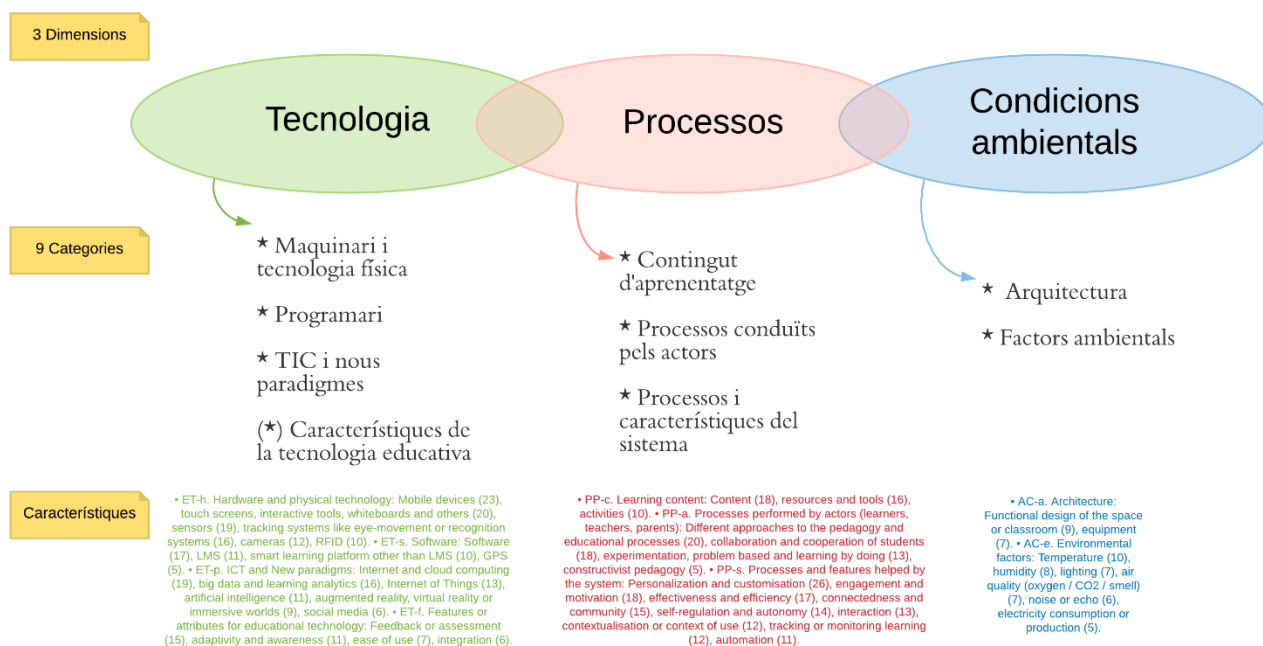 3 Dimensions
Tecnologia
Processos
Condicions
ambientals
9 Categories
★ Maquinari i
tecnologia física
★ Programari
★ TIC i nous
paradigmes
(★) Característiques de
la tecnologia educativa
★ Contingut
d'aprenentatge
★ Processos conduïts
pels actors
★ Processos i
característiques del
sistema
★ Arquitectura
★ Factors ambientals
Característiques
• ET-h. Hardware and physical technology: Mobile devices (23),
touch screens, interactive tools, whiteboards and others (20),
sensors (19), tracking systems like eye-movement or recognition
systems (16), cameras (12), RFID (10). • ET-s. Software: Software
(17), LMS (11), smart learning platform other than LMS (10), GPS
(5). • ET-p. ICT and New paradigms: Internet and cloud computing
(19), big data and learning analytics (16), Internet of Things (13),
artificial intelligence (11), augmented reality, virtual reality or
immersive worlds (9), social media (6). • ET-f. Features or
attributes for educational technology: Feedback or assessment
(15), adaptivity and awareness (11), ease of use (7), integration (6).
• PP-c. Learning content: Content (18), resources and tools (16),
activities (10). • PP-a. Processes performed by actors (learners,
teachers, parents): Different approaches to the pedagogy and
educational processes (20), collaboration and cooperation of students
(18), experimentation, problem based and learning by doing (13),
constructivist pedagogy (5). • PP-s. Processes and features helped by
the system: Personalization and customisation (26), engagement and
motivation (18), effectiveness and efficiency (17), connectedness and
community (15), self-regulation and autonomy (14), interaction (13),
contextualisation or context of use (12), tracking or monitoring learning
(12), automation (11).
• AC-a. Architecture:
Functional design of the space
or classroom (9), equipment
(7). • AC-e. Environmental
factors: Temperature (10),
humidity (8), lighting (7), air
quality (oxygen / CO2 / smell)
(7), noise or echo (6),
electricity consumption or
production (5).